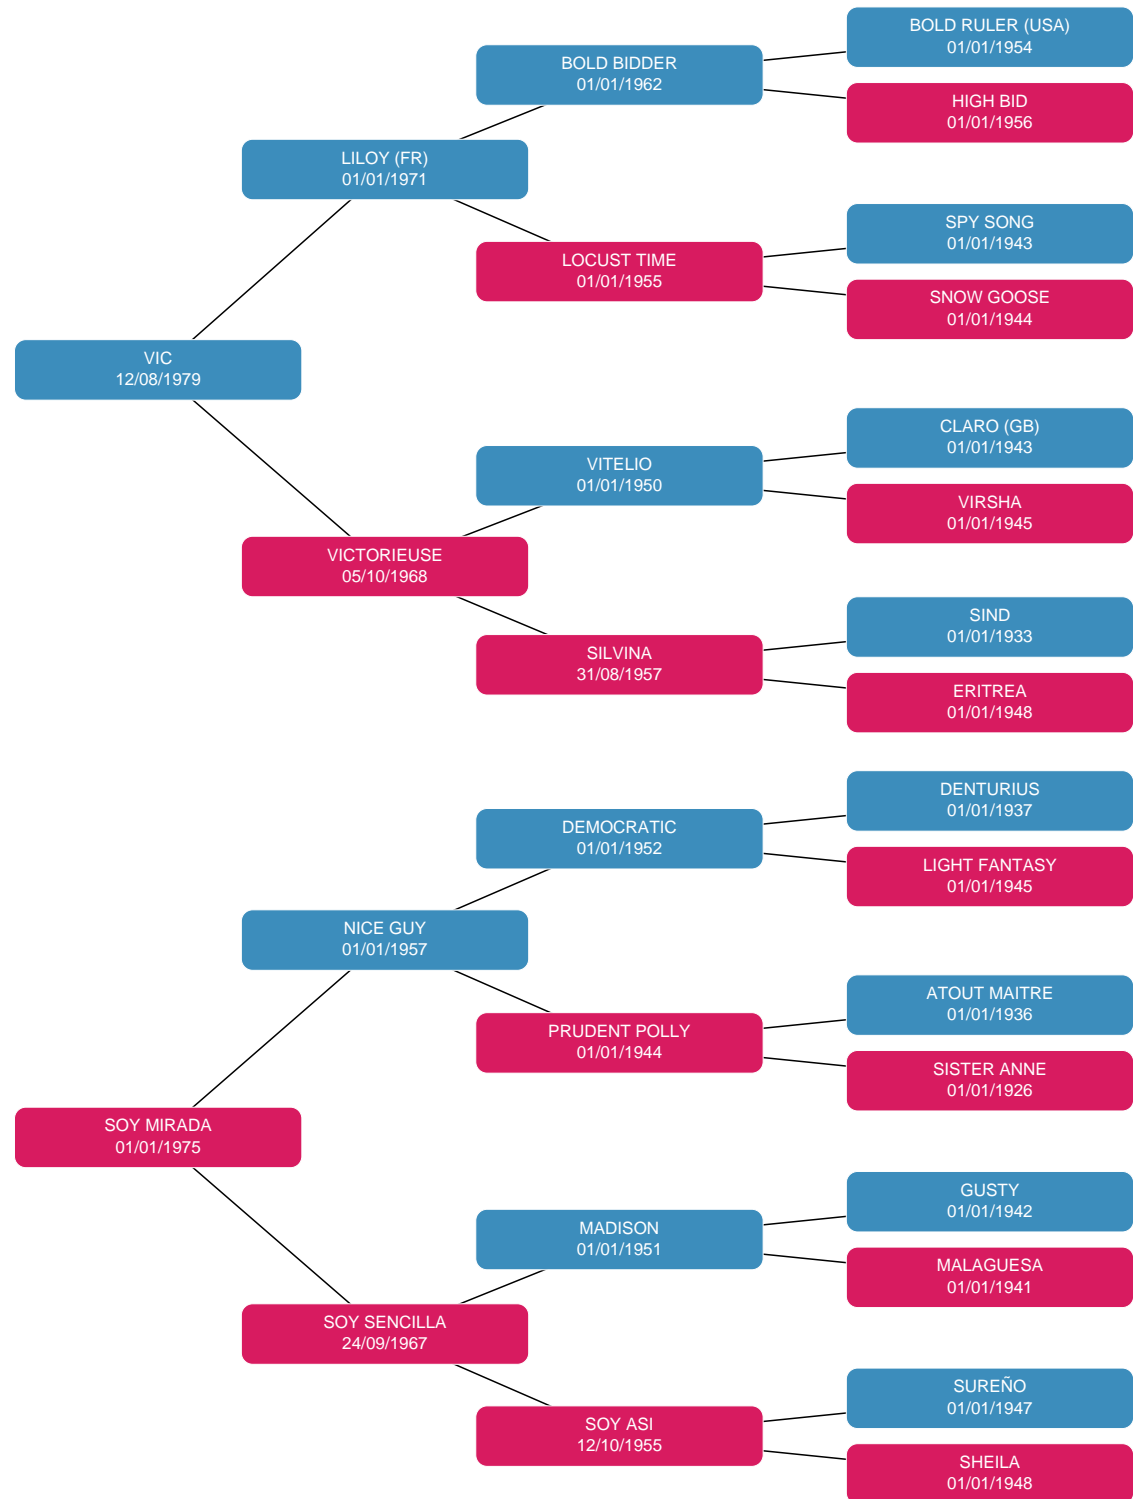 BOLD RULER (USA)
01/01/1954
BOLD BIDDER
01/01/1962
HIGH BID
01/01/1956
LILOY (FR)
01/01/1971
SPY SONG
01/01/1943
LOCUST TIME
01/01/1955
SNOW GOOSE
01/01/1944
VIC
12/08/1979
CLARO (GB)
01/01/1943
VITELIO
01/01/1950
VIRSHA
01/01/1945
VICTORIEUSE
05/10/1968
SIND
01/01/1933
SILVINA
31/08/1957
ERITREA
01/01/1948
DENTURIUS
01/01/1937
DEMOCRATIC
01/01/1952
LIGHT FANTASY
01/01/1945
NICE GUY
01/01/1957
ATOUT MAITRE
01/01/1936
PRUDENT POLLY
01/01/1944
SISTER ANNE
01/01/1926
SOY MIRADA
01/01/1975
GUSTY
01/01/1942
MADISON
01/01/1951
MALAGUESA
01/01/1941
SOY SENCILLA
24/09/1967
SUREÑO
01/01/1947
SOY ASI
12/10/1955
SHEILA
01/01/1948